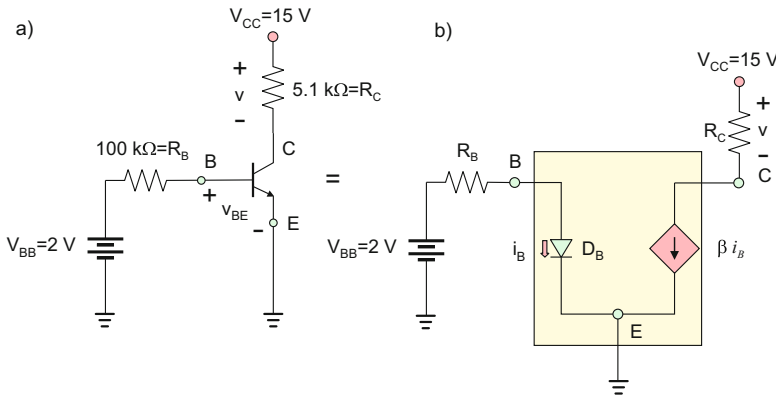 a)
V_CC=15 V
+
v
-
5.1 kΩ=R_C
100 kΩ=R_B
B
C
+
v_BE
-
E
V_BB=2 V
=
b)
V_CC=15 V
+
v
-
R_C
C
R_B
B
V_BB=2 V
i_B
D_B
β i_B
E